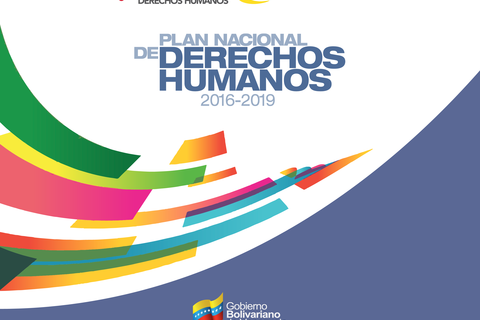 DERECHOS HUMANOS
PLAN NACIONAL
DE DERECHOS
HUMANOS
2016-2019
Gobierno
Bolivariano